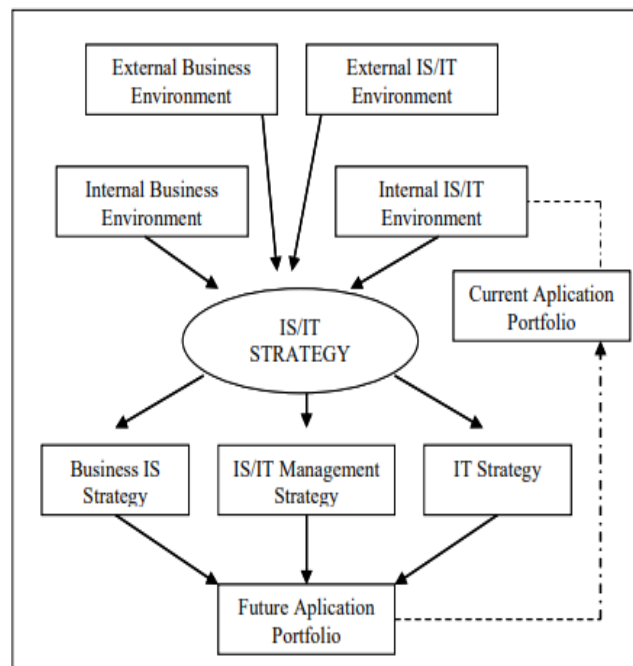 External Business
Environment
External IS/IT
Environment
Internal Business
Environment
Internal IS/IT
Environment
Current Aplication
Portfolio
IS/IT
STRATEGY
Business IS
Strategy
IS/IT Management
Strategy
IT Strategy
Future Aplication
Portfolio